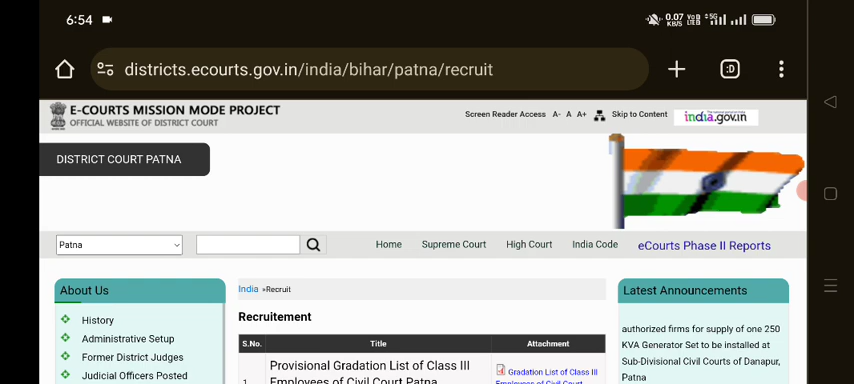 6:54
0.07 KB/S
5G
districts.ecourts.gov.in/india/bihar/patna/recruit
:D
E-COURTS MISSION MODE PROJECT
OFFICIAL WEBSITE OF DISTRICT COURT
Screen Reader Access A- A A+ Skip to Content
india.gov.in
DISTRICT COURT PATNA
Patna
Home Supreme Court High Court India Code eCourts Phase II Reports
About Us
History
Administrative Setup
Former District Judges
Judicial Officers Posted
India »Recruit
Recruitement
S.No. Title Attachment
1 Provisional Gradation List of Class III
Employees of Civil Court Patna
Gradation List of Class III
Employees of Civil Court
Latest Announcements
authorized firms for supply of one 250
KVA Generator Set to be installed at
Sub-Divisional Civil Courts of Danapur,
Patna